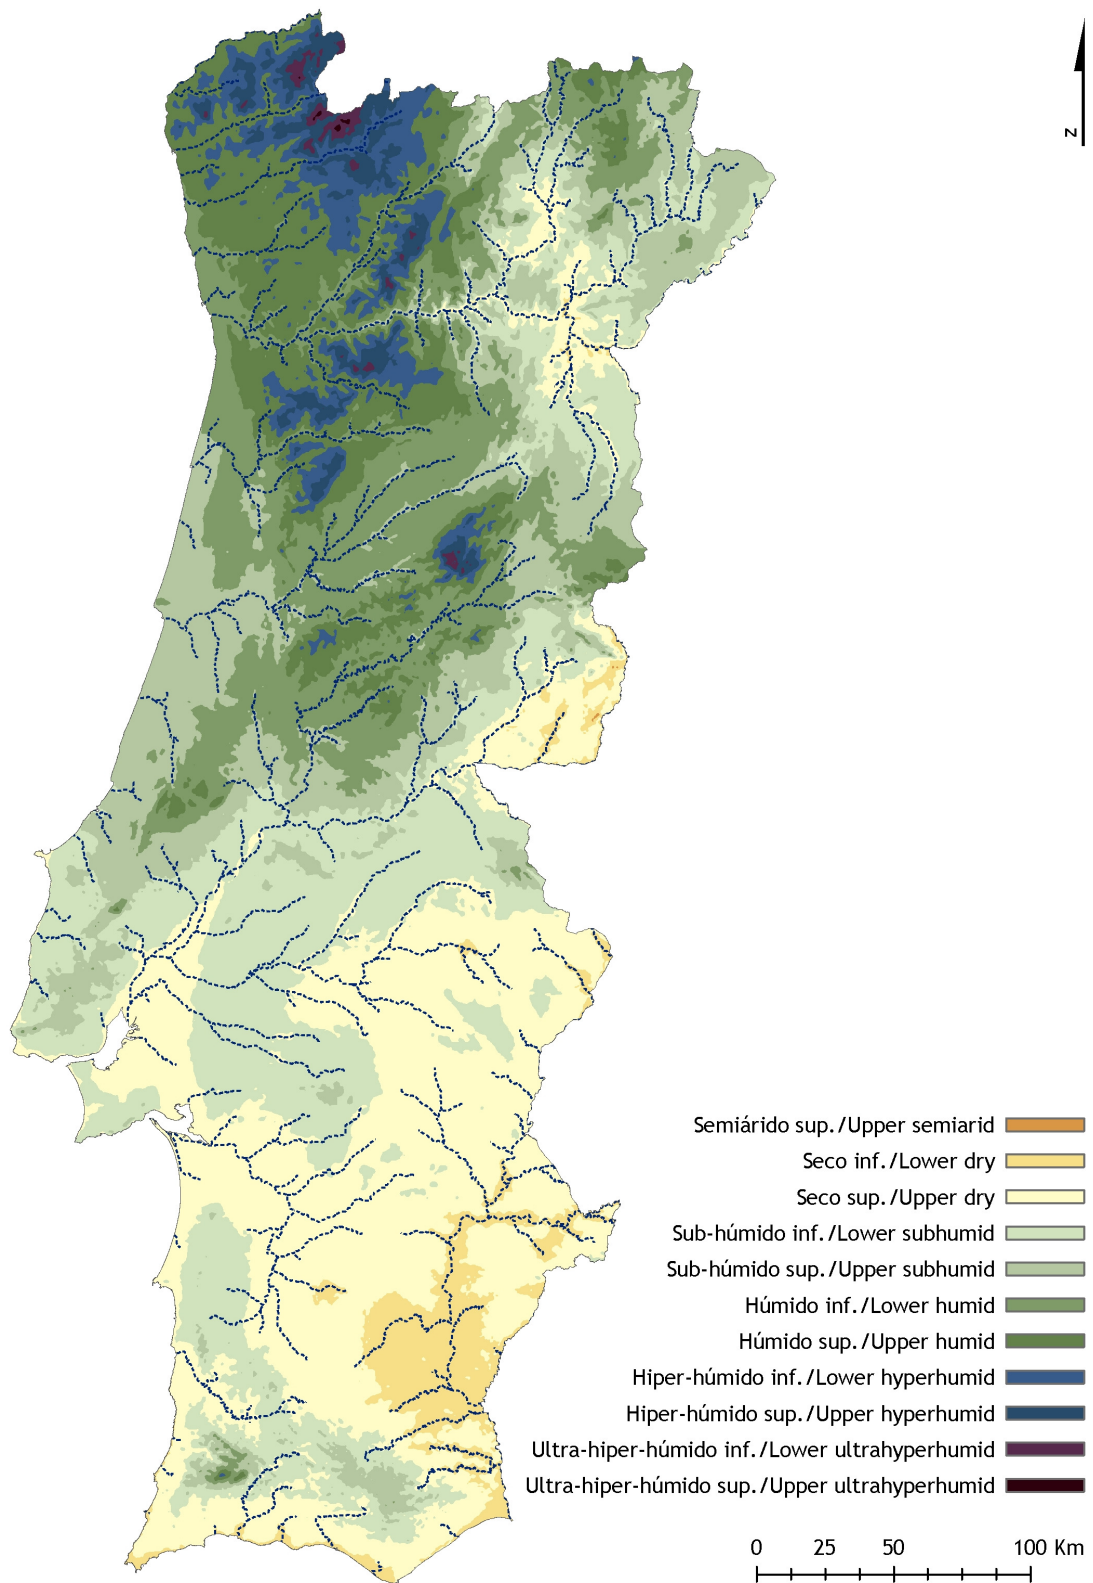 z
Semiárido sup./Upper semiarid
Seco inf./Lower dry
Seco sup./Upper dry
Sub-húmido inf./Lower subhumid
Sub-húmido sup./Upper subhumid
Húmido inf./Lower humid
Húmido sup./Upper humid
Hiper-húmido inf./Lower hyperhumid
Hiper-húmido sup./Upper hyperhumid
Ultra-hiper-húmido inf./Lower ultrahyperhumid
Ultra-hiper-húmido sup./Upper ultrahyperhumid
0 25 50 100 Km